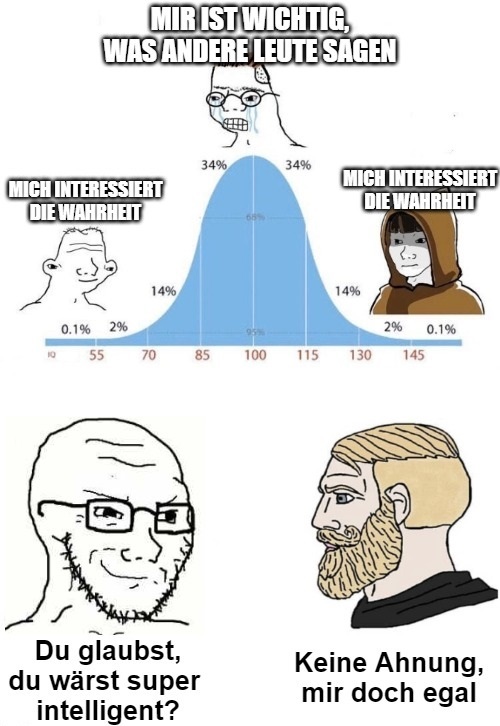 MIR IST WICHTIG,
WAS ANDERE LEUTE SAGEN
34%
34%
MICH INTERESSIERT
DIE WAHRHEIT
MICH INTERESSIERT
DIE WAHRHEIT
68%
14%
14%
0.1%
2%
95%
2%
0.1%
IQ
55
70
85
100
115
130
145
Du glaubst,
du wärst super
intelligent?
Keine Ahnung,
mir doch egal